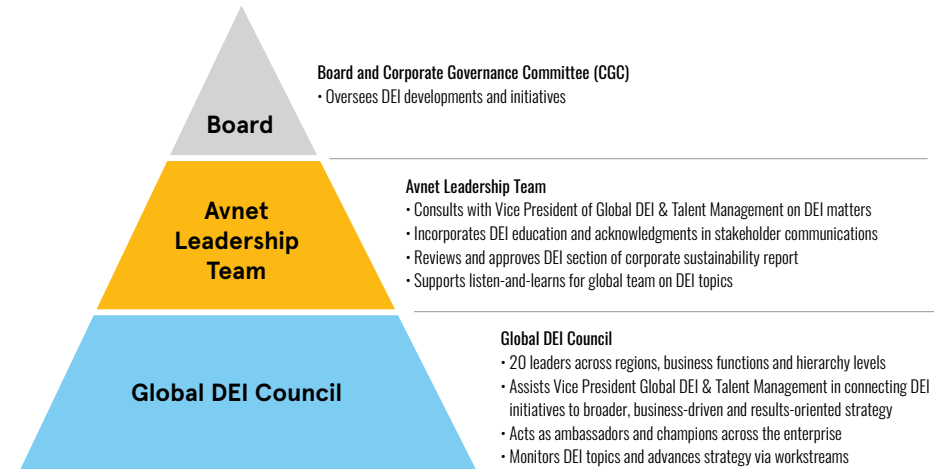 Board and Corporate Governance Committee (CGC)
• Oversees DEI developments and initiatives
Board
Avnet Leadership Team
• Consults with Vice President of Global DEI & Talent Management on DEI matters
• Incorporates DEI education and acknowledgments in stakeholder communications
• Reviews and approves DEI section of corporate sustainability report
• Supports listen-and-learns for global team on DEI topics
Avnet
Leadership
Team
Global DEI Council
• 20 leaders across regions, business functions and hierarchy levels
• Assists Vice President Global DEI & Talent Management in connecting DEI
initiatives to broader, business-driven and results-oriented strategy
• Acts as ambassadors and champions across the enterprise
• Monitors DEI topics and advances strategy via workstreams
Global DEI Council